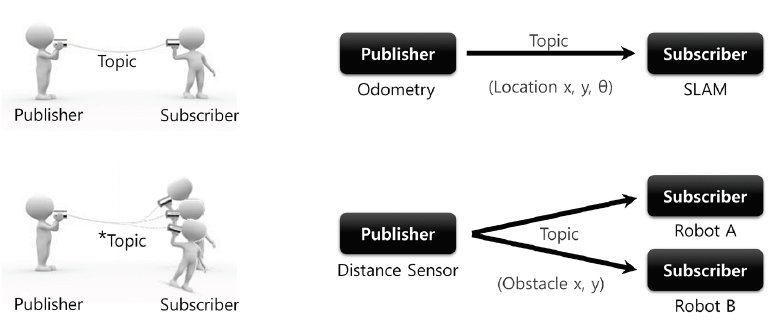 Topic
Publisher
Subscriber
Publisher
Topic
Subscriber
Odometry
(Location x, y, θ)
SLAM
*Topic
Publisher
Subscriber
Publisher
Distance Sensor
Topic
(Obstacle x, y)
Subscriber
Robot A
Subscriber
Robot B